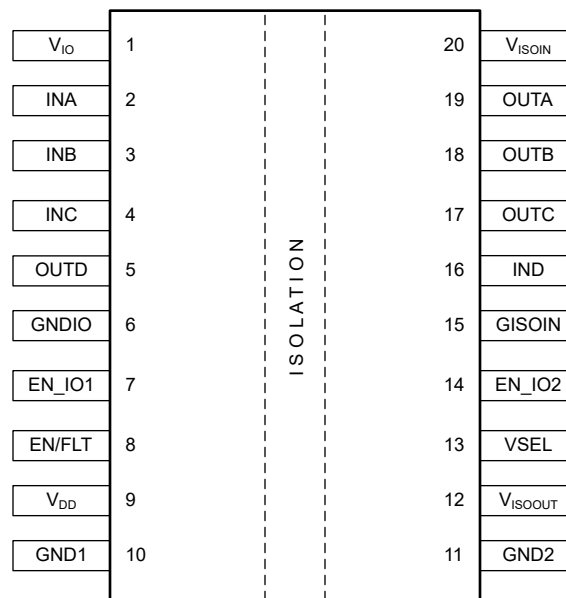 V_IO 1 20 V_ISOIN
INA 2 19 OUTA
INB 3 18 OUTB
INC 4 17 OUTC
OUTD 5 16 IND
GNDIO 6 15 GISOIN
EN_IO1 7 14 EN_IO2
EN/FLT 8 13 VSEL
V_DD 9 12 V_ISOOUT
GND1 10 11 GND2
ISOLATION